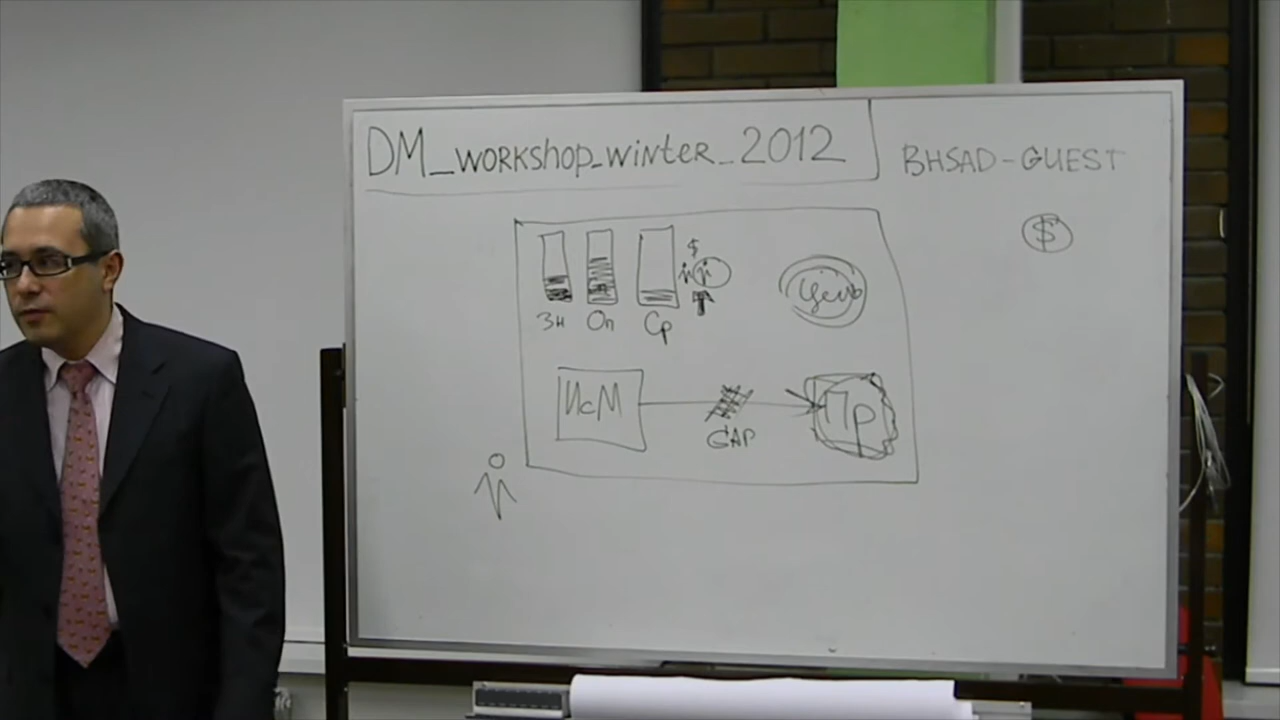 DM_WORKSHOP_WINTER_2012
BHSAD-GUEST
$
$
Зн Оп Ср
Цель
ИсМ
GAP
Пр